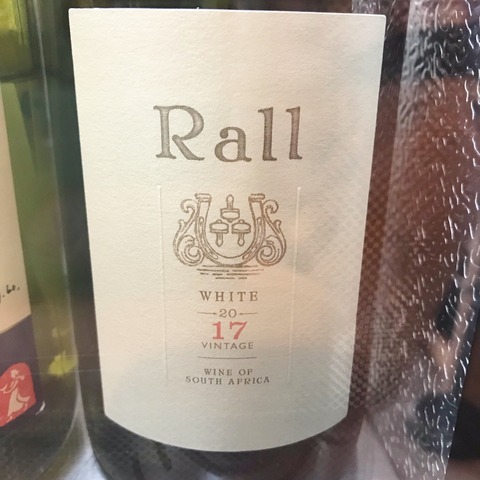 Rall
WHITE
20
17
VINTAGE
WINE OF
SOUTH AFRICA